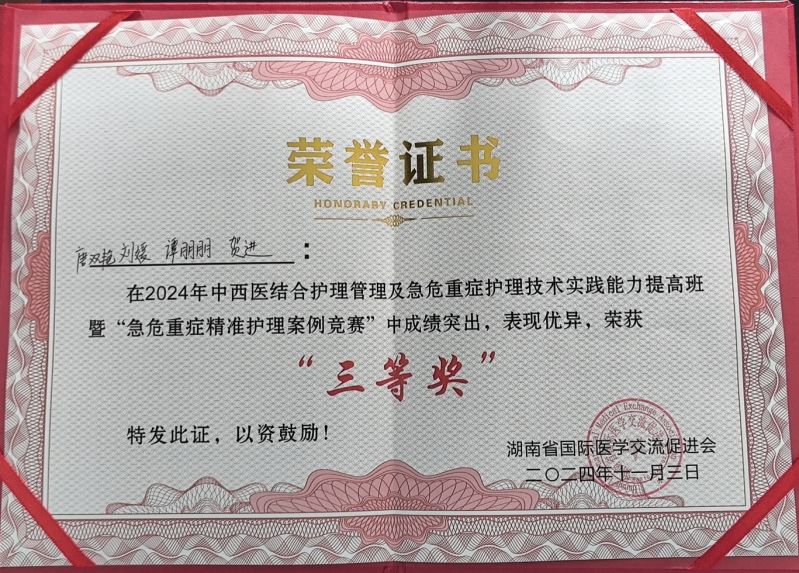 荣誉证书
HONORARY CREDENTIAL
唐双艳 刘媛 谭朋朋 贺进:
在2024年中西医结合护理管理及急危重症护理技术实践能力提高班
暨“急危重症精准护理案例竞赛”中成绩突出，表现优异，荣获
“三等奖”
特发此证，以资鼓励！
湖南省国际医学交流促进会
二〇二四年十一月三日